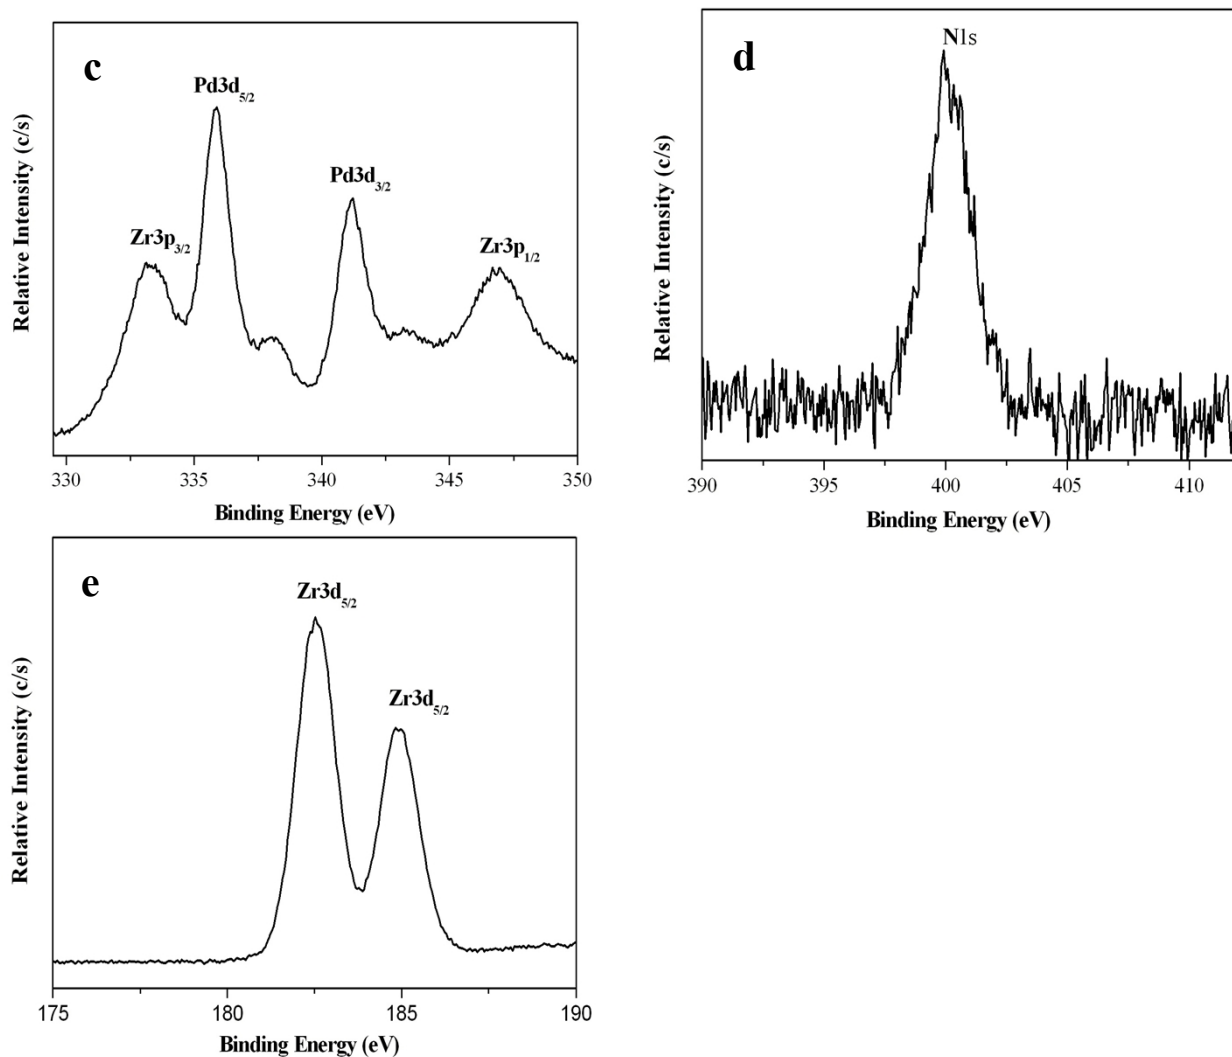 c
Pd3d5/2
Pd3d3/2
Zr3p3/2
Zr3p1/2
Relative Intensity (c/s)
330 335 340 345 350
Binding Energy (eV)
d
N1s
Relative Intensity (c/s)
390 395 400 405 410
Binding Energy (eV)
e
Zr3d5/2
Zr3d5/2
Relative Intensity (c/s)
175 180 185 190
Binding Energy (eV)